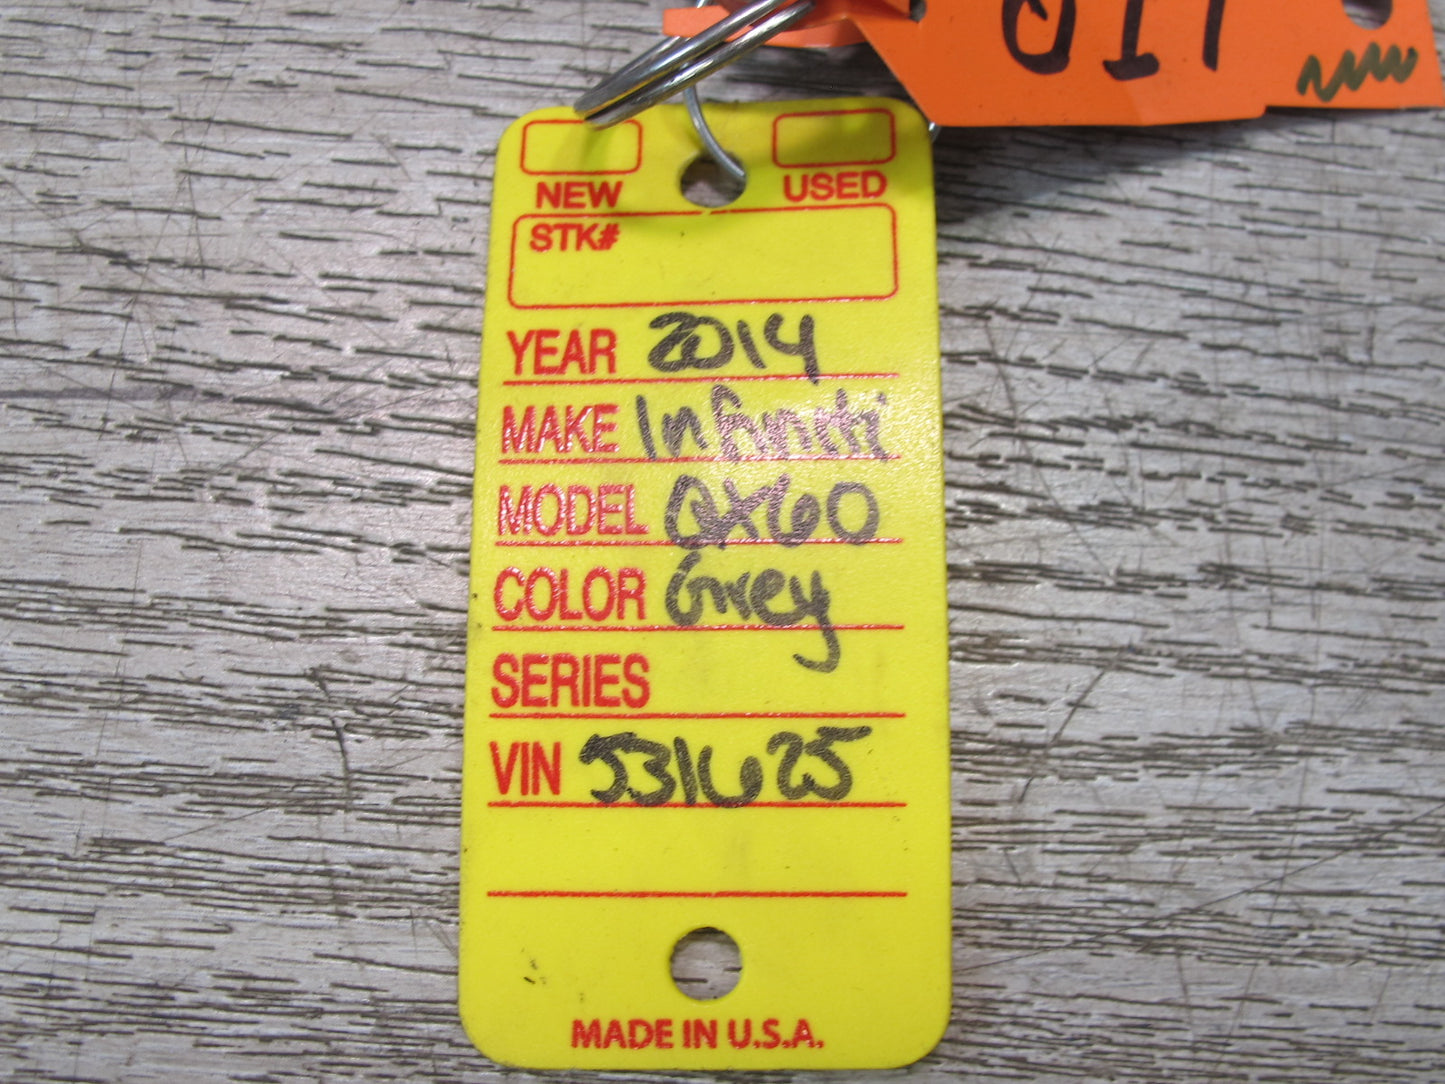 NEW USED
STK#
YEAR 2014
MAKE Infiniti
MODEL QX60
COLOR Grey
SERIES
VIN 531625
MADE IN U.S.A.